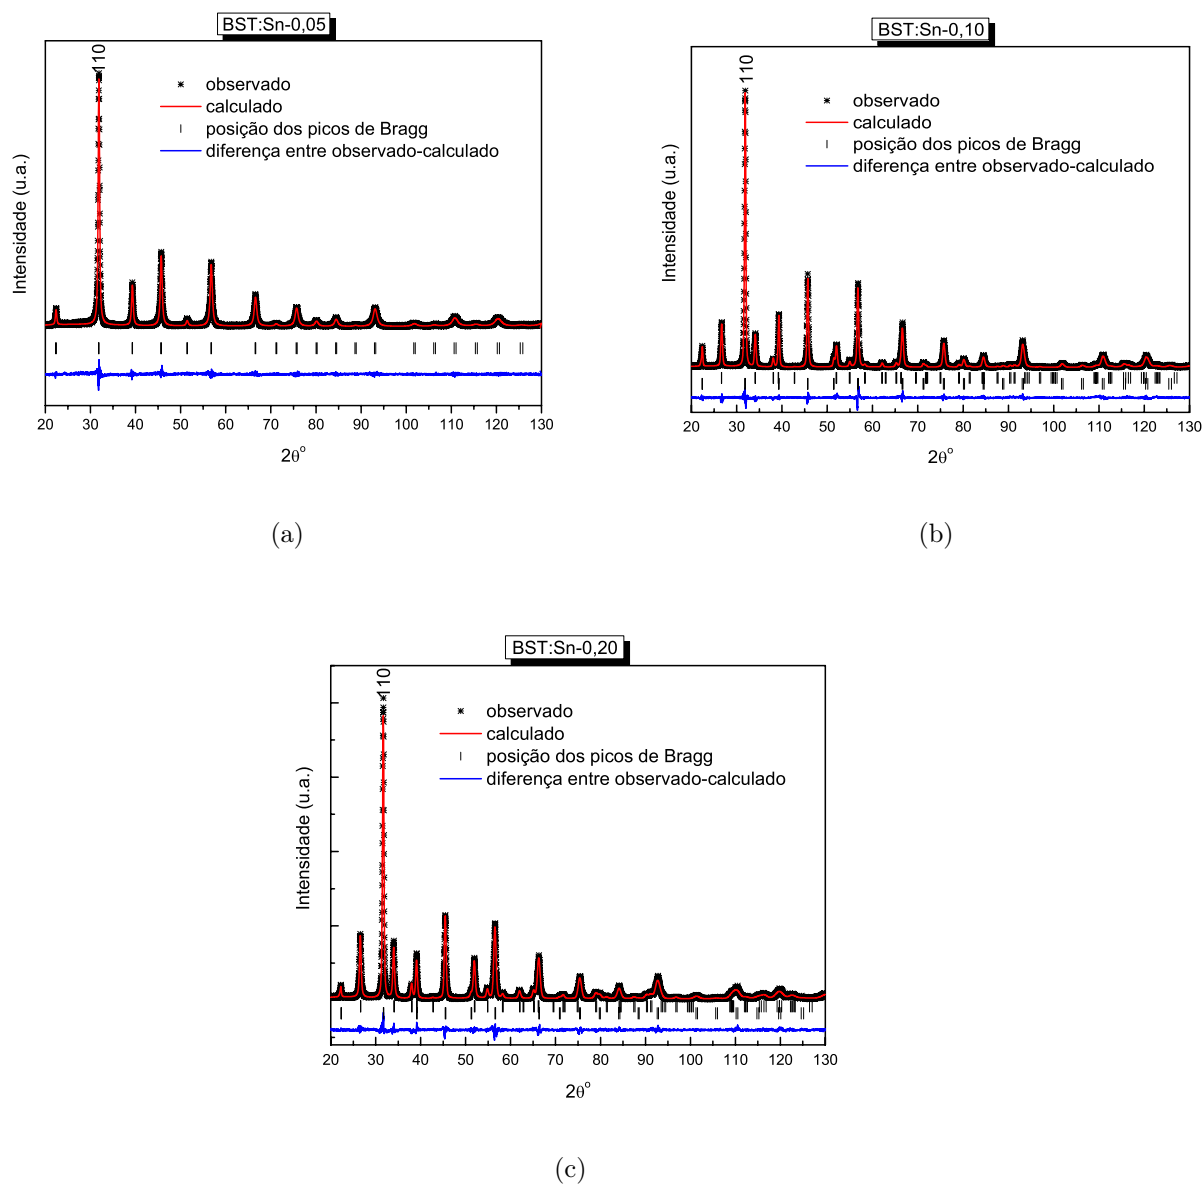 BST:Sn-0,05
110
observado
calculado
posição dos picos de Bragg
diferença entre observado-calculado
Intensidade (u.a.)
20 30 40 50 60 70 80 90 100 110 120 130
2θº
(a)
BST:Sn-0,10
110
observado
calculado
posição dos picos de Bragg
diferença entre observado-calculado
Intensidade (u.a.)
20 30 40 50 60 70 80 90 100 110 120 130
2θº
(b)
BST:Sn-0,20
110
observado
calculado
posição dos picos de Bragg
diferença entre observado-calculado
Intensidade (u.a.)
20 30 40 50 60 70 80 90 100 110 120 130
2θº
(c)